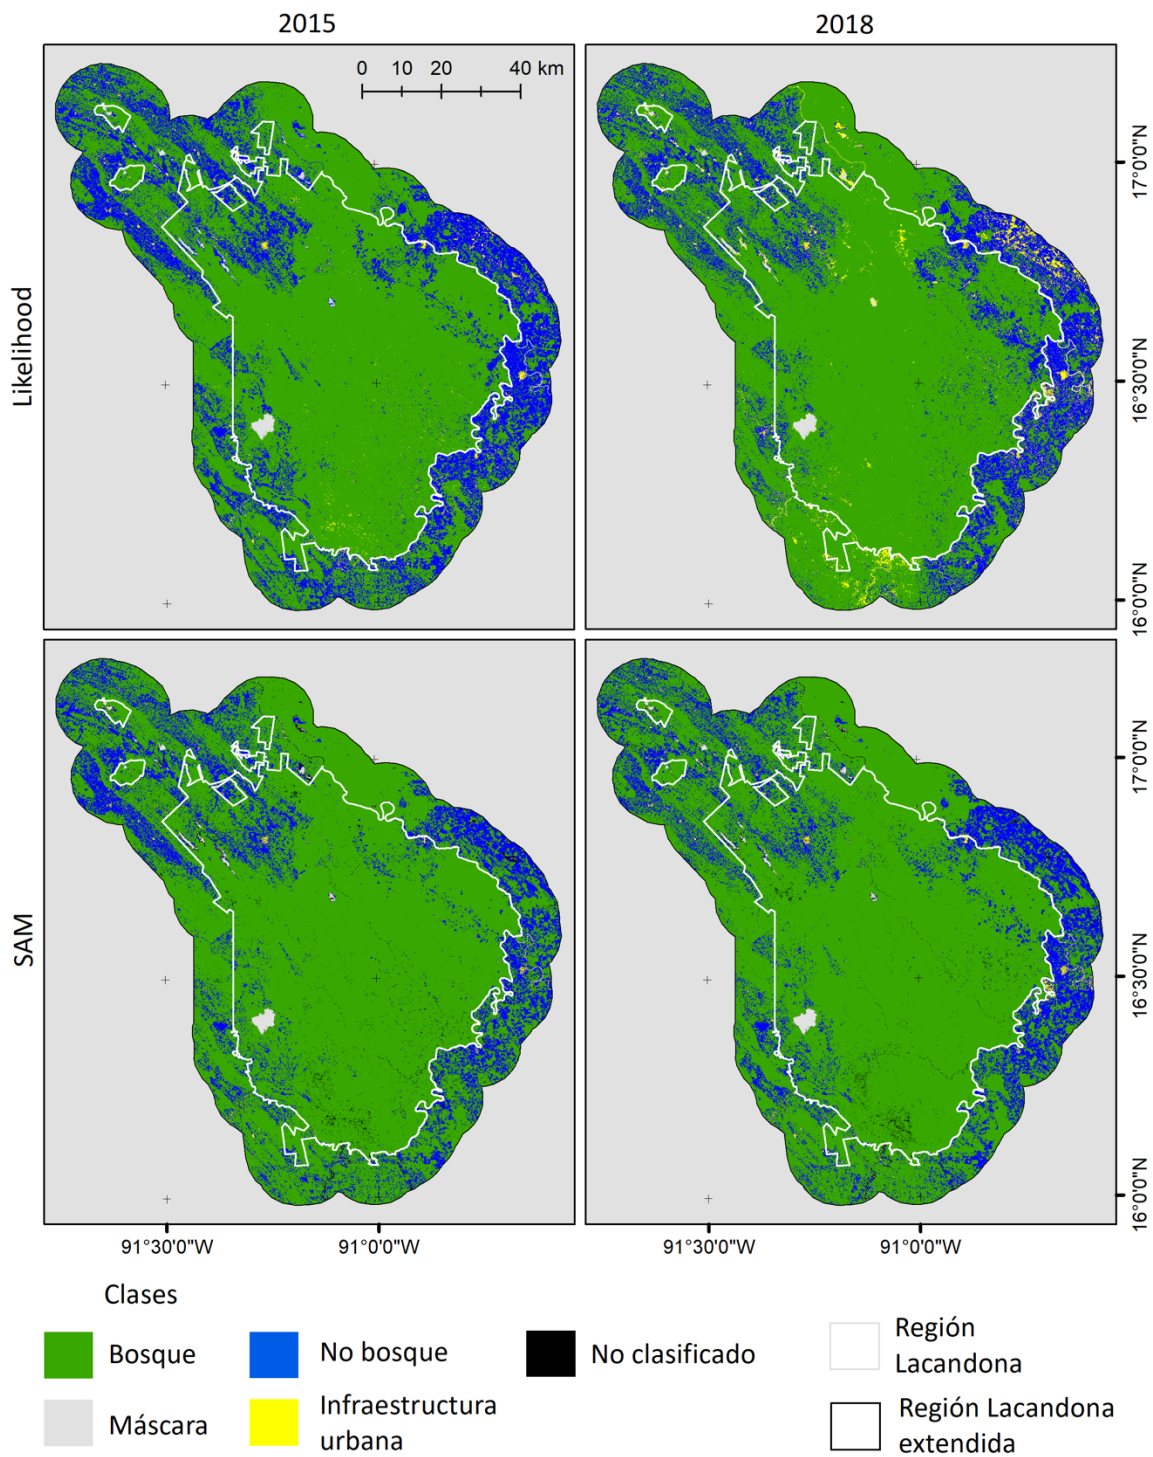 2015
2018
0 10 20 40 km
Likelihood
17°0'0"N
16°30'0"N
16°0'0"N
SAM
17°0'0"N
16°30'0"N
16°0'0"N
91°30'0"W
91°0'0"W
91°30'0"W
91°0'0"W
Clases
Bosque
No bosque
No clasificado
Región
Lacandona
Máscara
Infraestructura
urbana
Región Lacandona
extendida